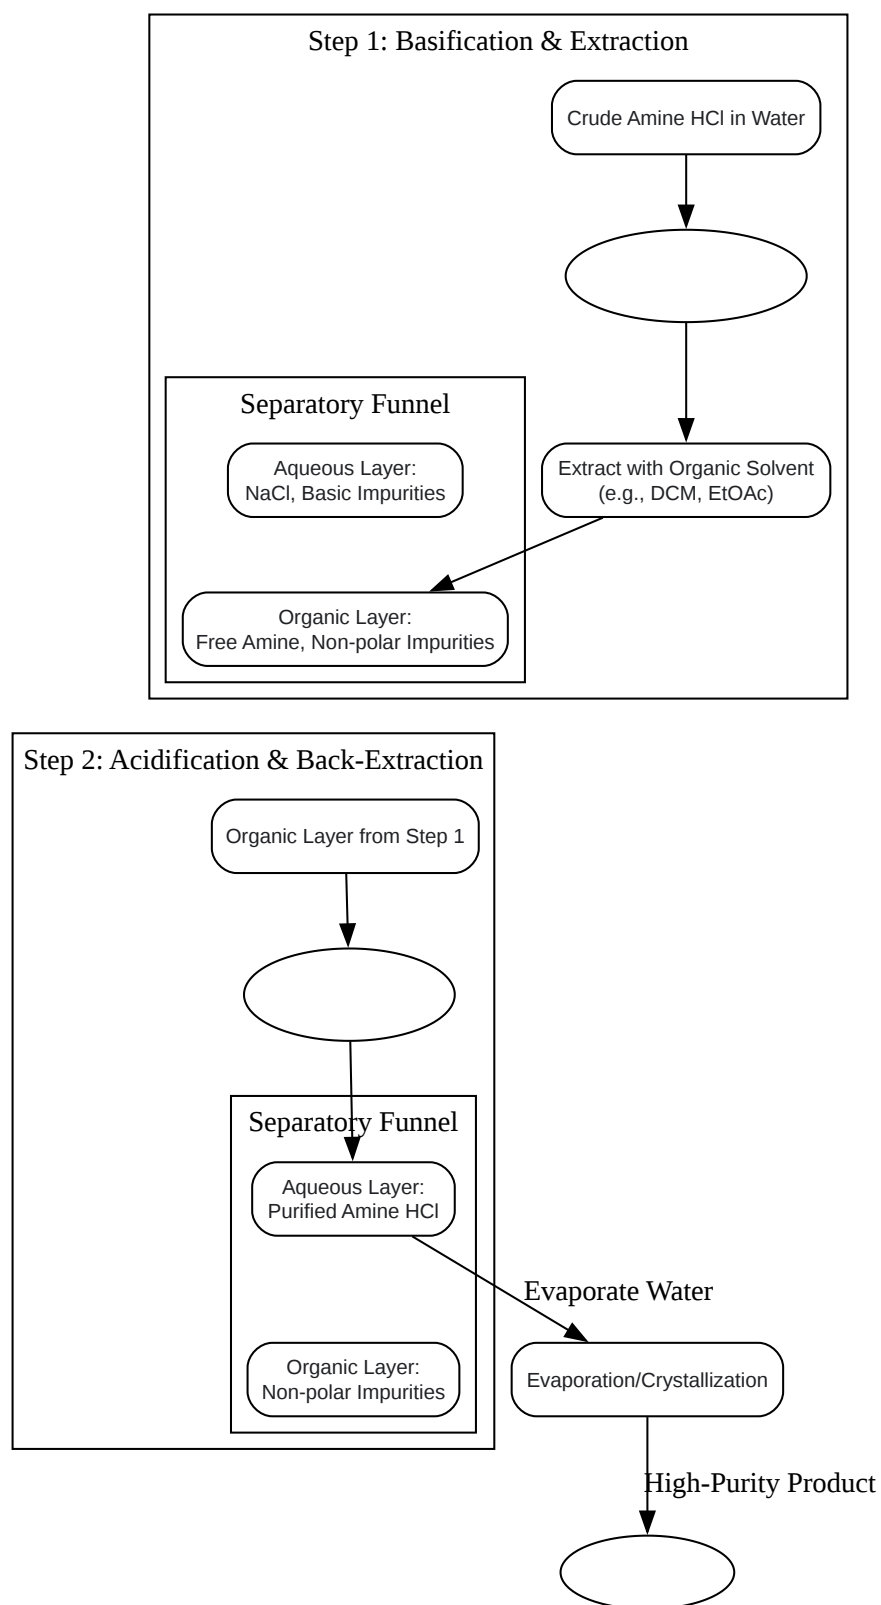 Step 1: Basification & Extraction
Crude Amine HCl in Water
Separatory Funnel
Aqueous Layer:
NaCl, Basic Impurities
Extract with Organic Solvent
(e.g., DCM, EtOAc)
Organic Layer:
Free Amine, Non-polar Impurities
Step 2: Acidification & Back-Extraction
Organic Layer from Step 1
Separatory Funnel
Aqueous Layer:
Purified Amine HCl
Evaporate Water
Organic Layer:
Non-polar Impurities
Evaporation/Crystallization
High-Purity Product